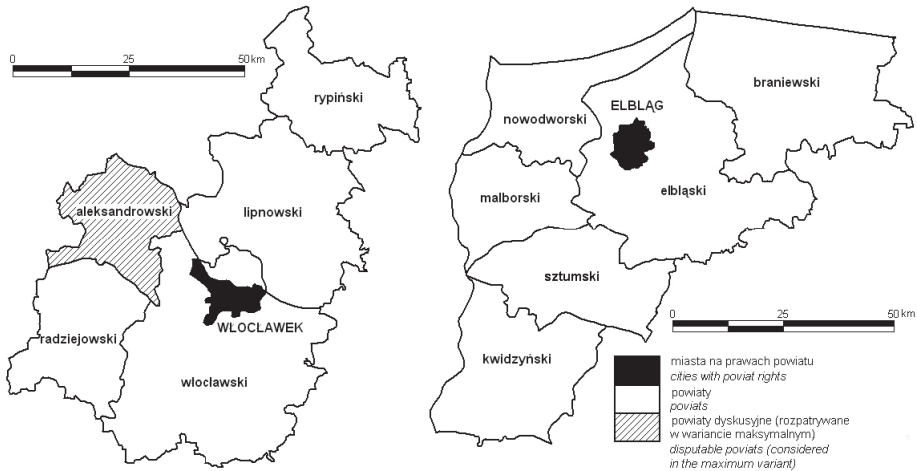 0 25 50 km
rypiński
aleksandrowski
lipnowski
WŁOCŁAWEK
radziejowski
włocławski
braniewski
ELBLĄG
nowodworski
elbląski
malborski
sztumski
kwidzyński
0 25 50 km
miasta na prawach powiatu
cities with poviat rights
powiaty
poviats
powiaty dyskusyjne (rozpatrywane
w wariancie maksymalnym)
disputable poviats (considered
in the maximum variant)